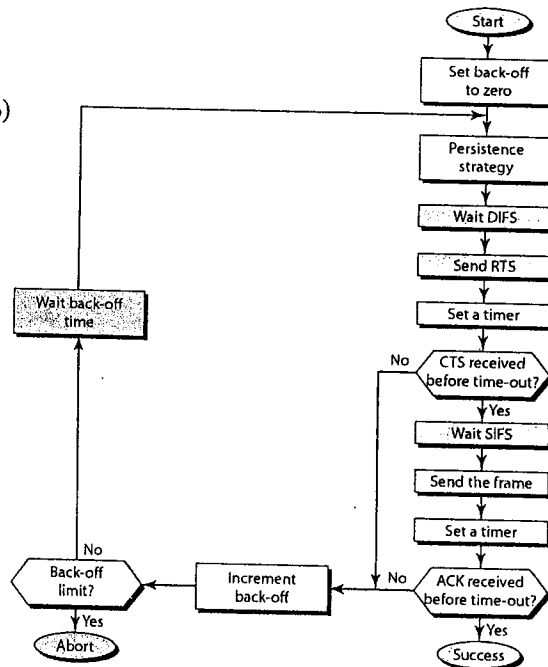 Start
Set back-off
to zero
)
Persistence
strategy
Wait DIFS
Send RTS
Wait back-off
time
Set a timer
No
CTS received
before time-out?
Yes
Wait SIFS
Send the frame
Set a timer
No
Back-off
limit?
Increment
back-off
No
ACK received
before time-out?
Yes
Yes
Abort
Success